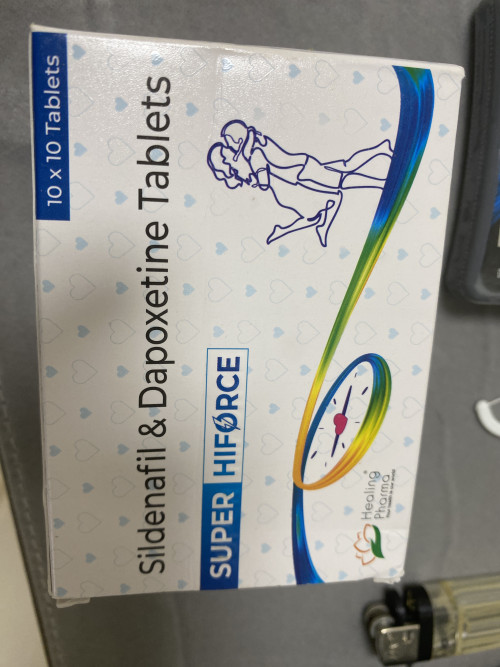 10 x 10 Tablets
Sildenafil & Dapoxetine Tablets
SUPER HIFORCE
Healing
Pharma